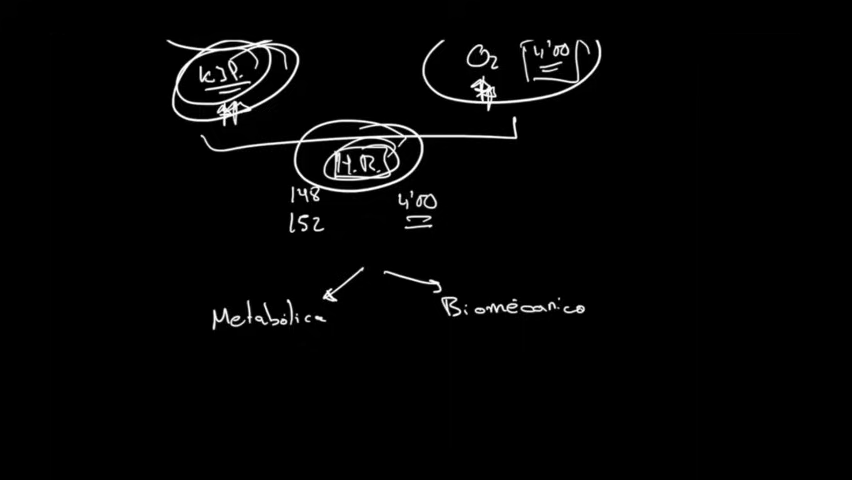 O₂ 4'00
H.R.
148 4'00
152
Metabólica Biomécanico